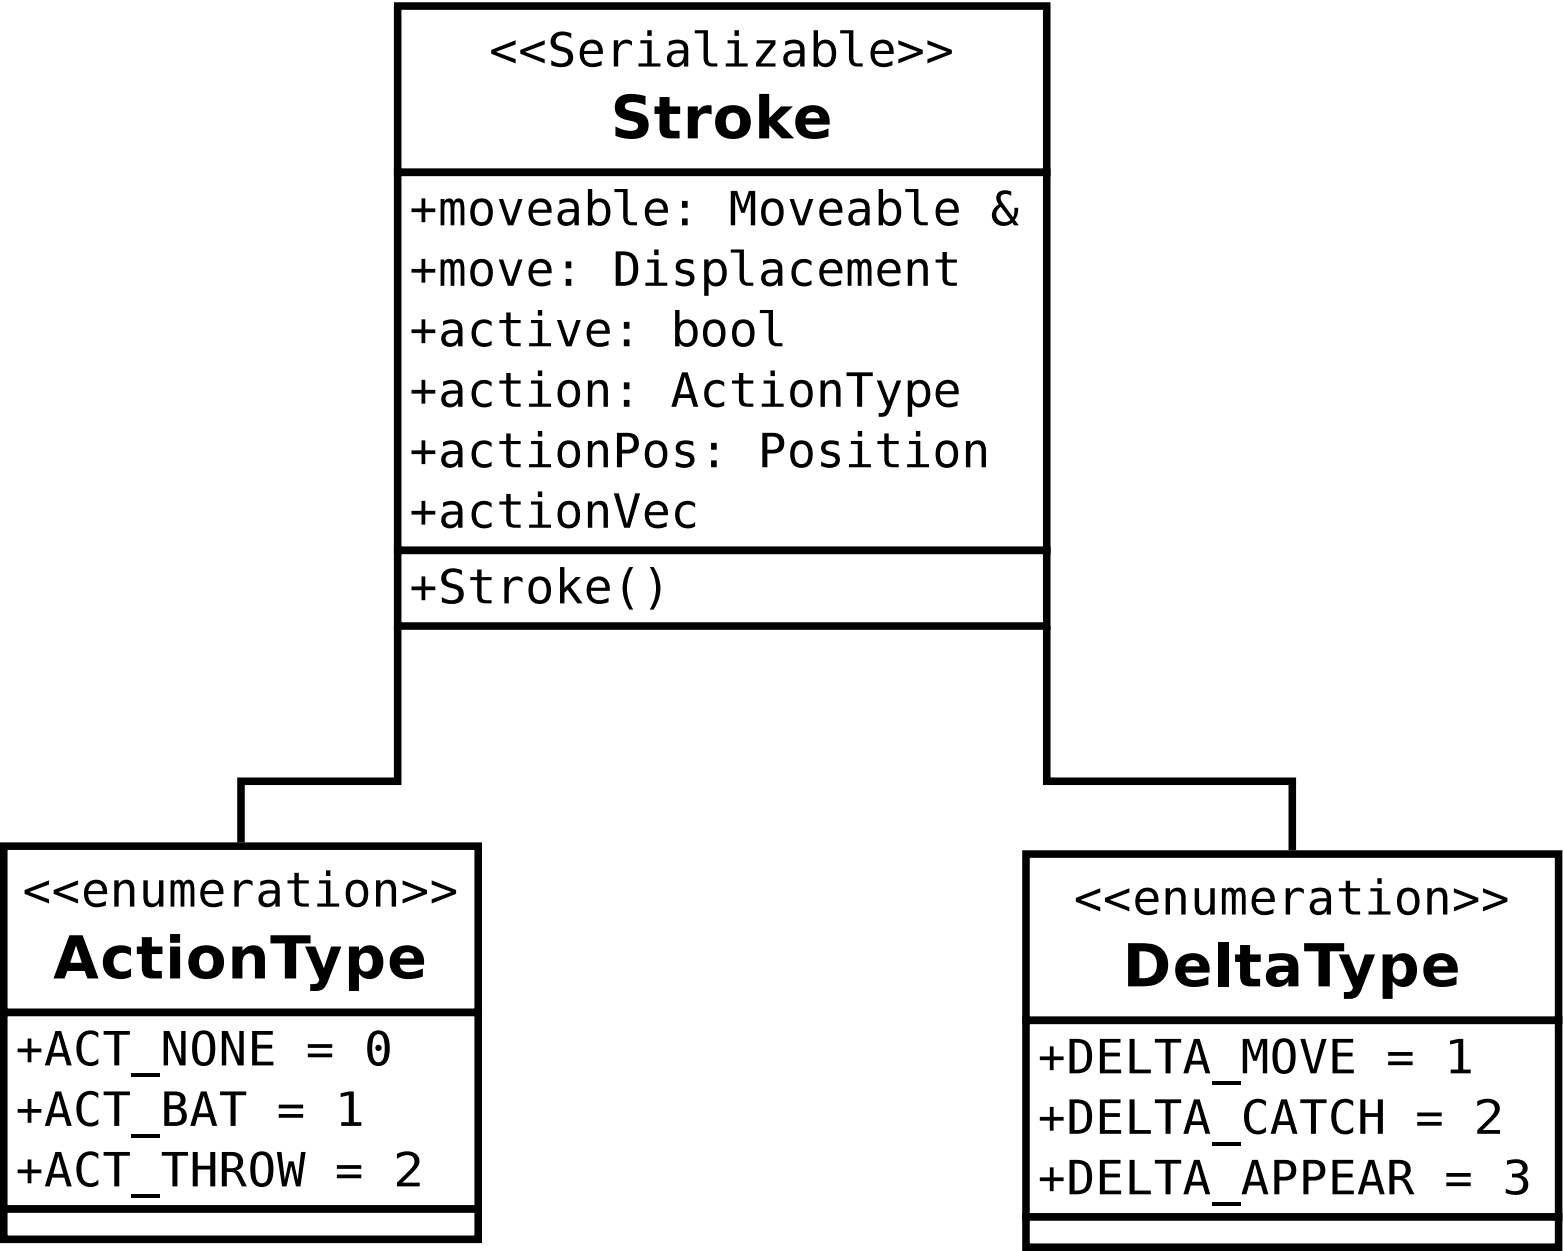 <<Serializable>>
Stroke
+moveable: Moveable &
+move: Displacement
+active: bool
+action: ActionType
+actionPos: Position
+actionVec
+Stroke()
<<enumeration>>
ActionType
+ACT_NONE = 0
+ACT_BAT = 1
+ACT_THROW = 2
<<enumeration>>
DeltaType
+DELTA_MOVE = 1
+DELTA_CATCH = 2
+DELTA_APPEAR = 3